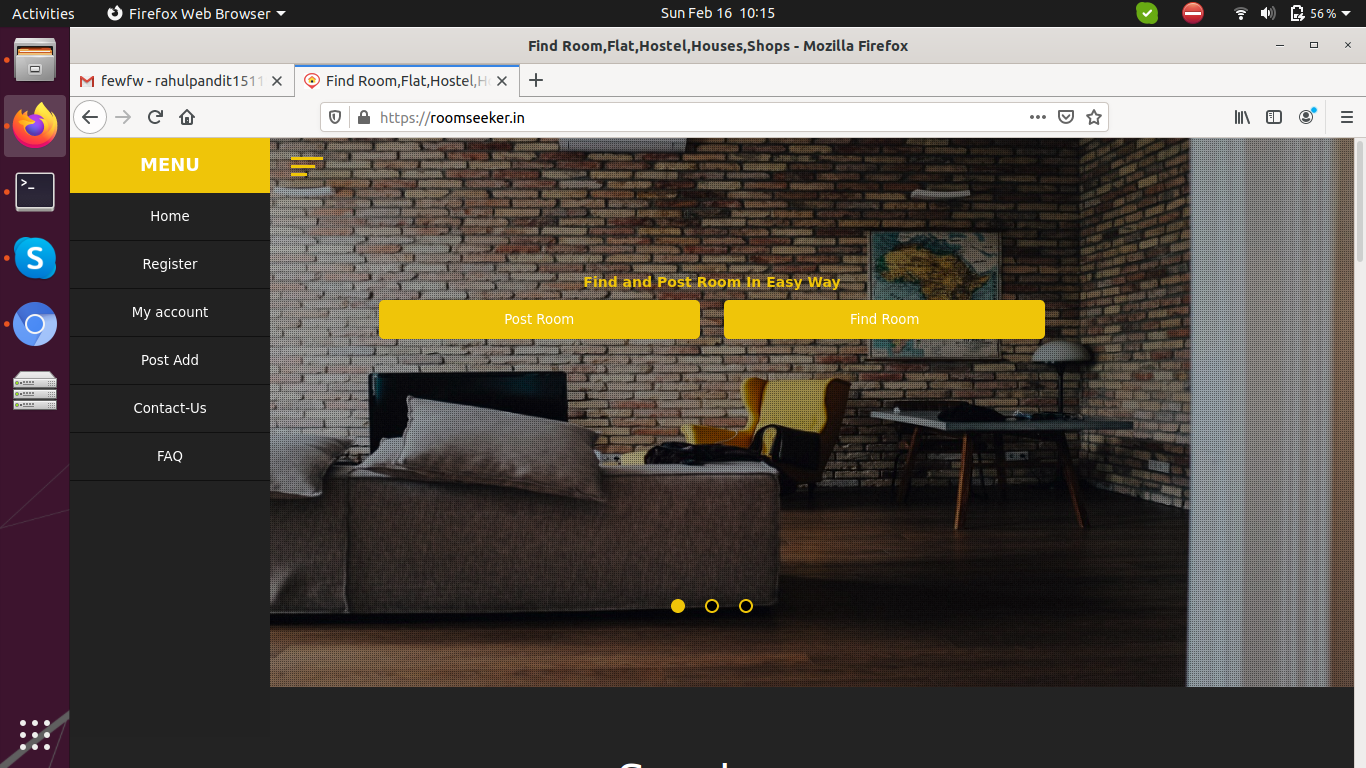 Activities
Firefox Web Browser
Sun Feb 16 10:15
56 %
Find Room,Flat,Hostel,Houses,Shops - Mozilla Firefox
fewfw - rahulpandit1511
Find Room,Flat,Hostel,H
https://roomseeker.in
MENU
Home
Register
My account
Post Add
Contact-Us
FAQ
Find and Post Room In Easy Way
Post Room
Find Room